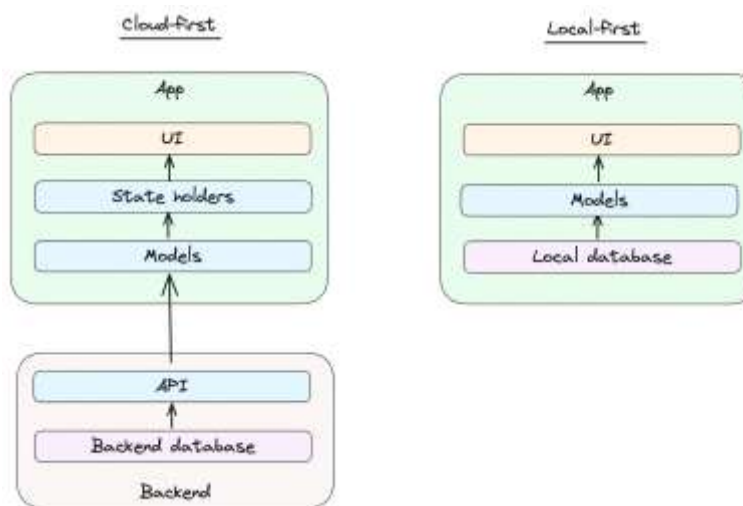 Cloud-first
App
UI
State holders
Models
API
Backend database
Backend
Local-first
App
UI
Models
Local database